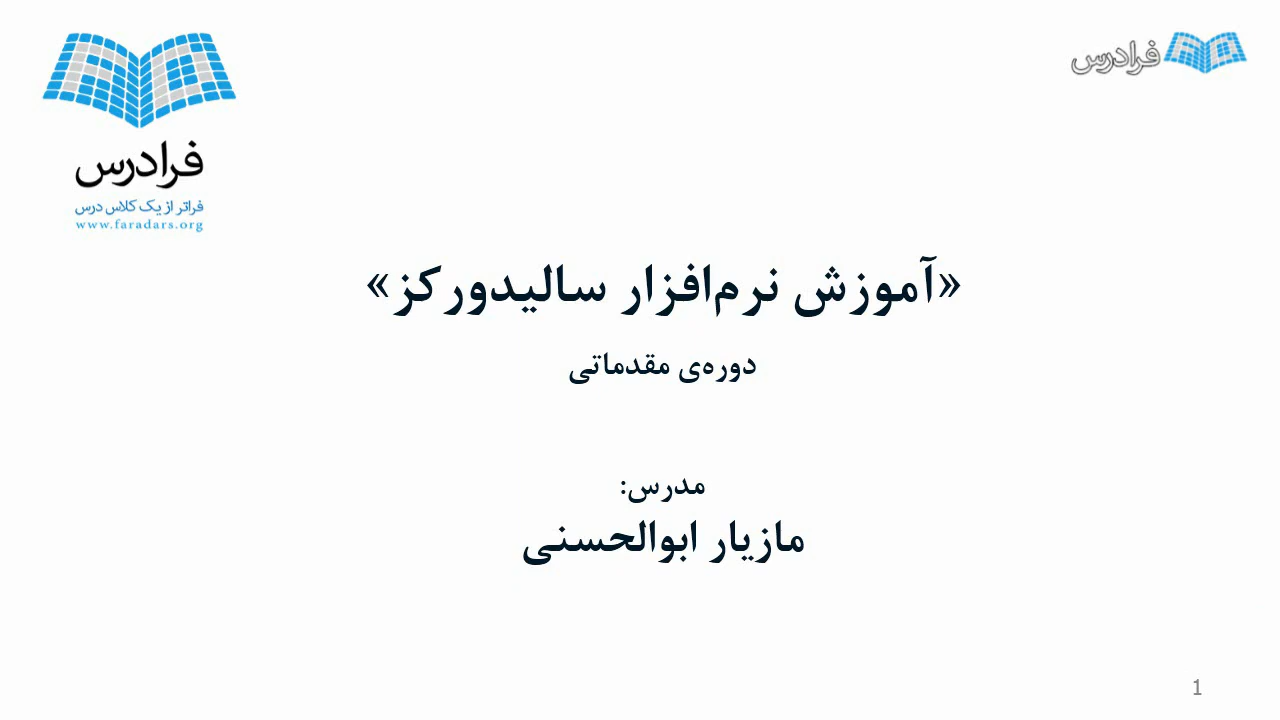 فرادرس
فرادرس
فراتر از یک کلاس درس
www.faradars.org
«آموزش نرم‌افزار سالیدورکز»
دوره‌ی مقدماتی
مدرس:
مازیار ابوالحسنی
1